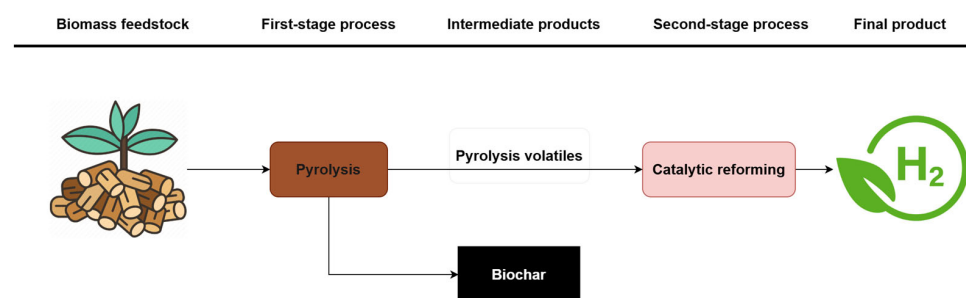 Biomass feedstock
First-stage process
Intermediate products
Second-stage process
Final product
Pyrolysis
Pyrolysis volatiles
Catalytic reforming
H2
Biochar